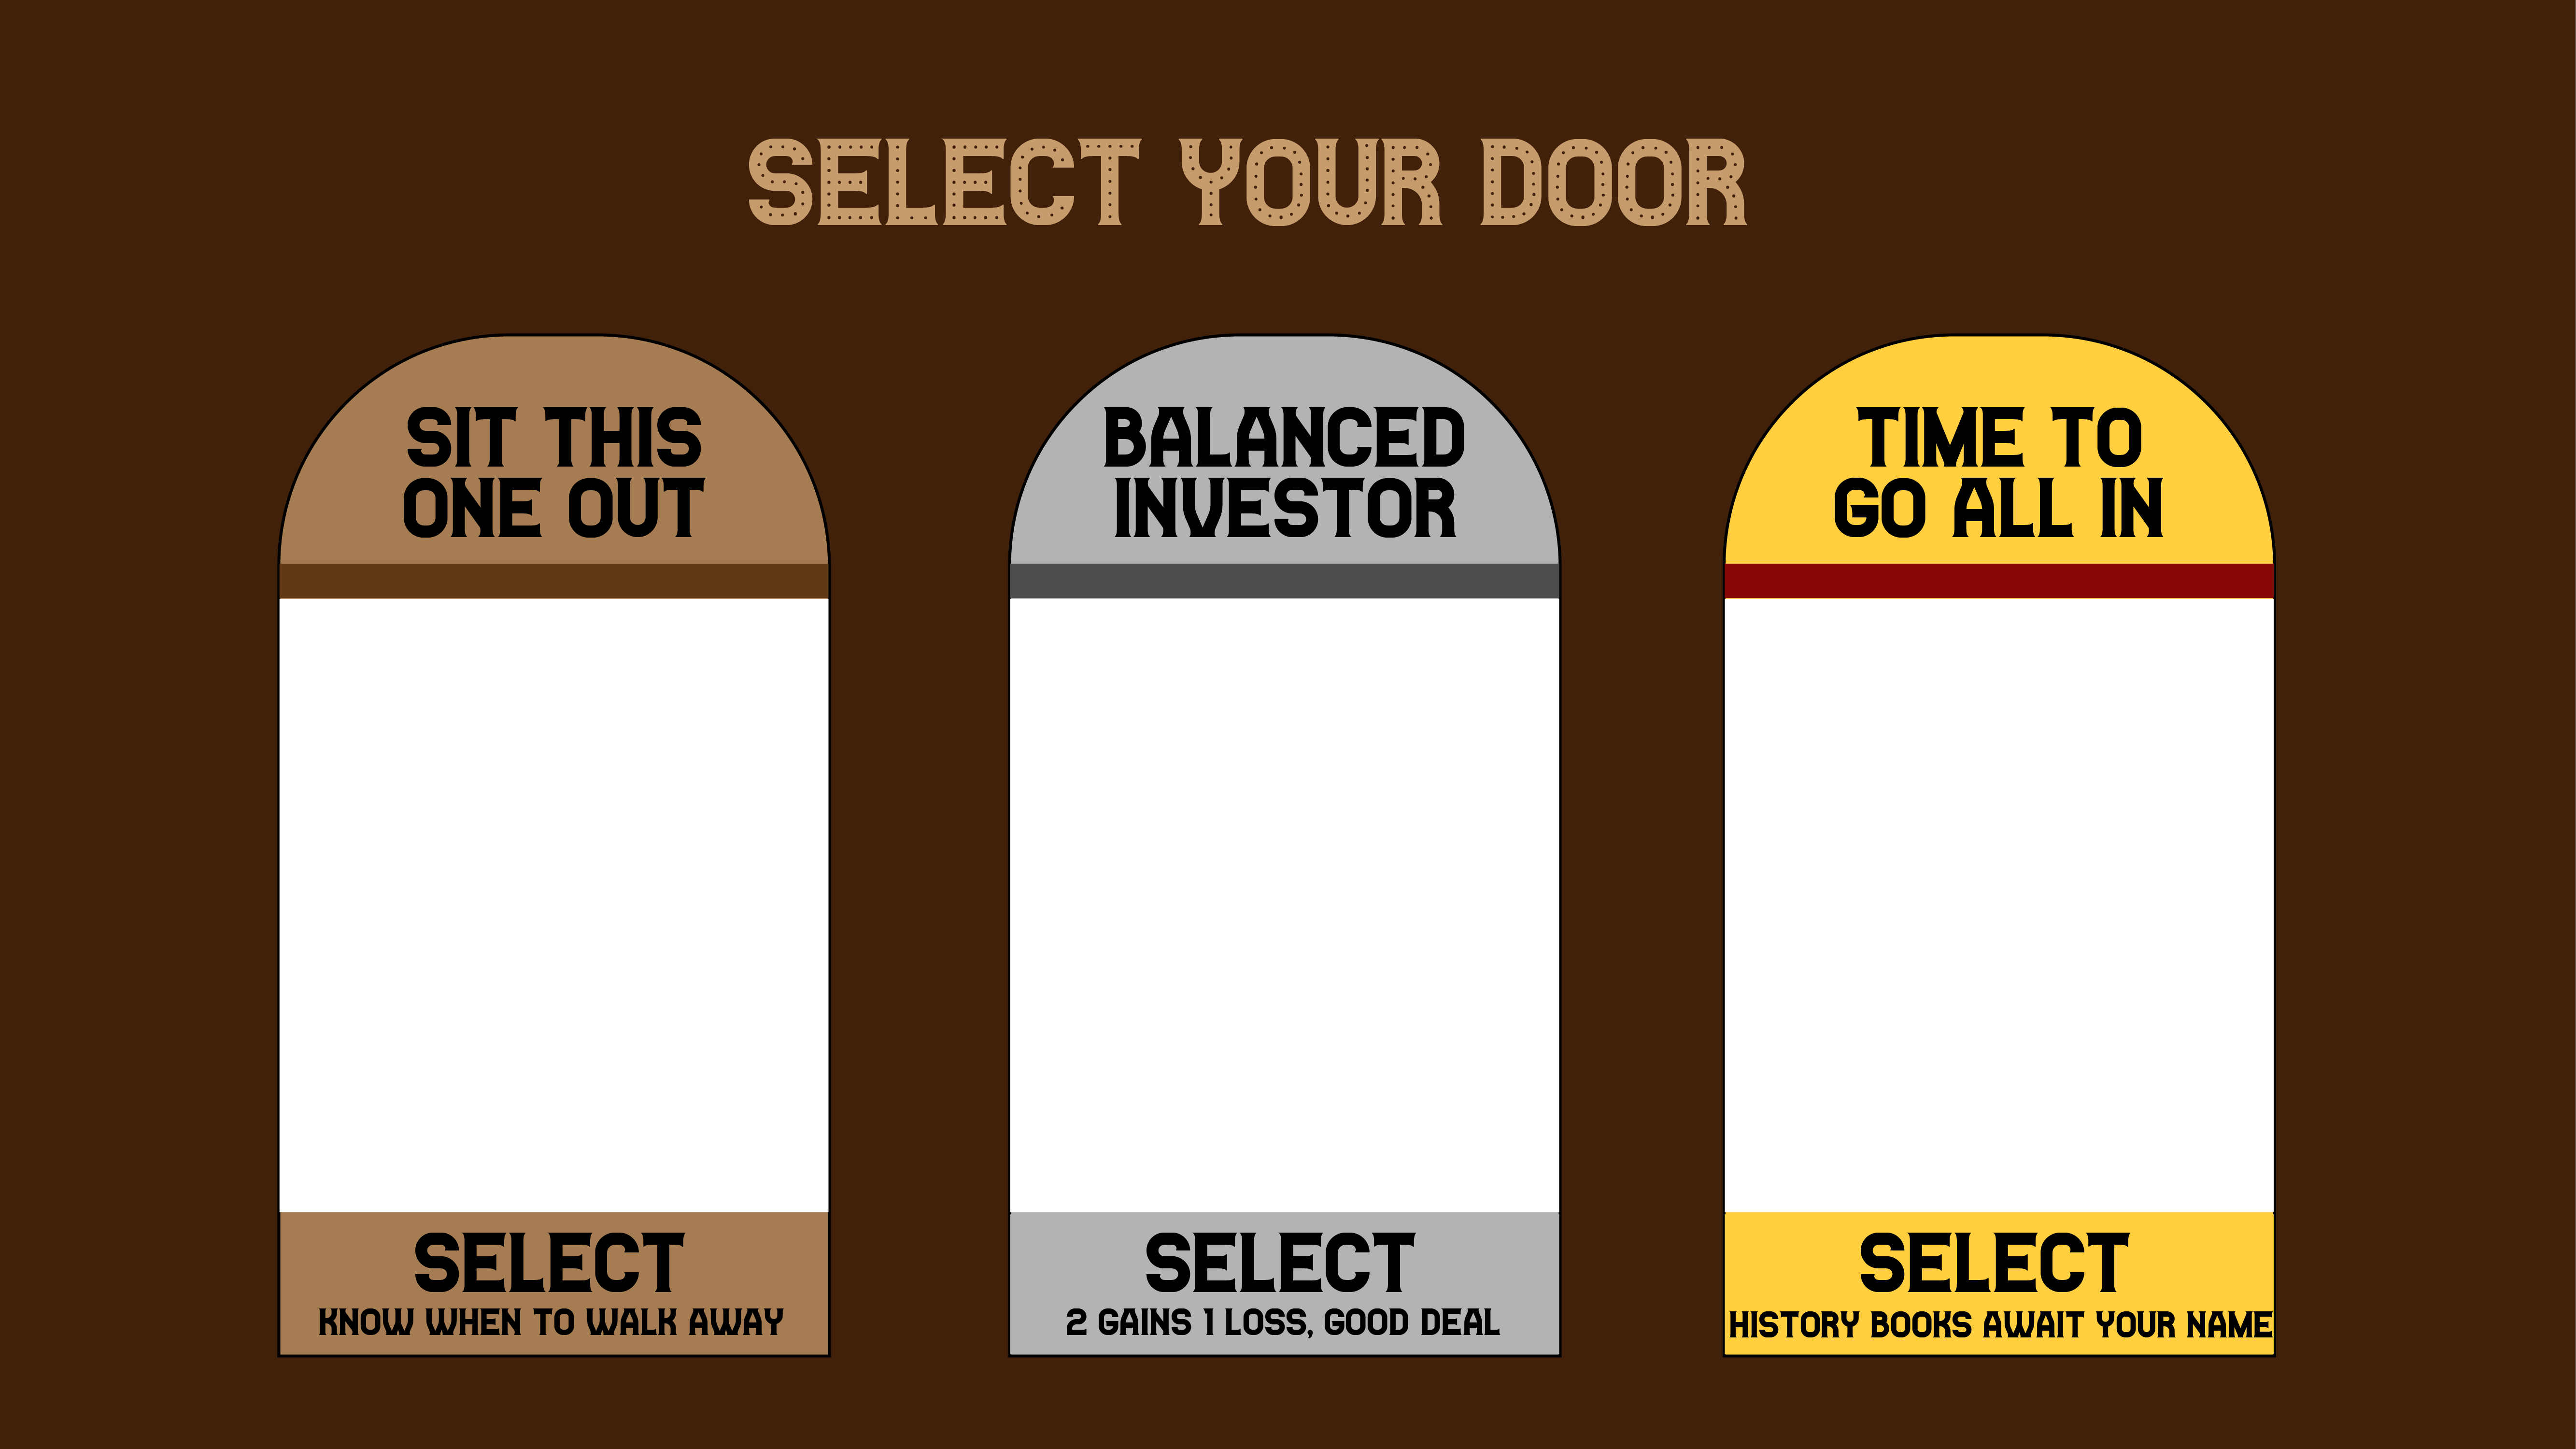 SELECT YOUR DOOR
SIT THIS
ONE OUT
SELECT
KNOW WHEN TO WALK AWAY
BALANCED
INVESTOR
SELECT
2 GAINS 1 LOSS, GOOD DEAL
TIME TO
GO ALL IN
SELECT
HISTORY BOOKS AWAIT YOUR NAME